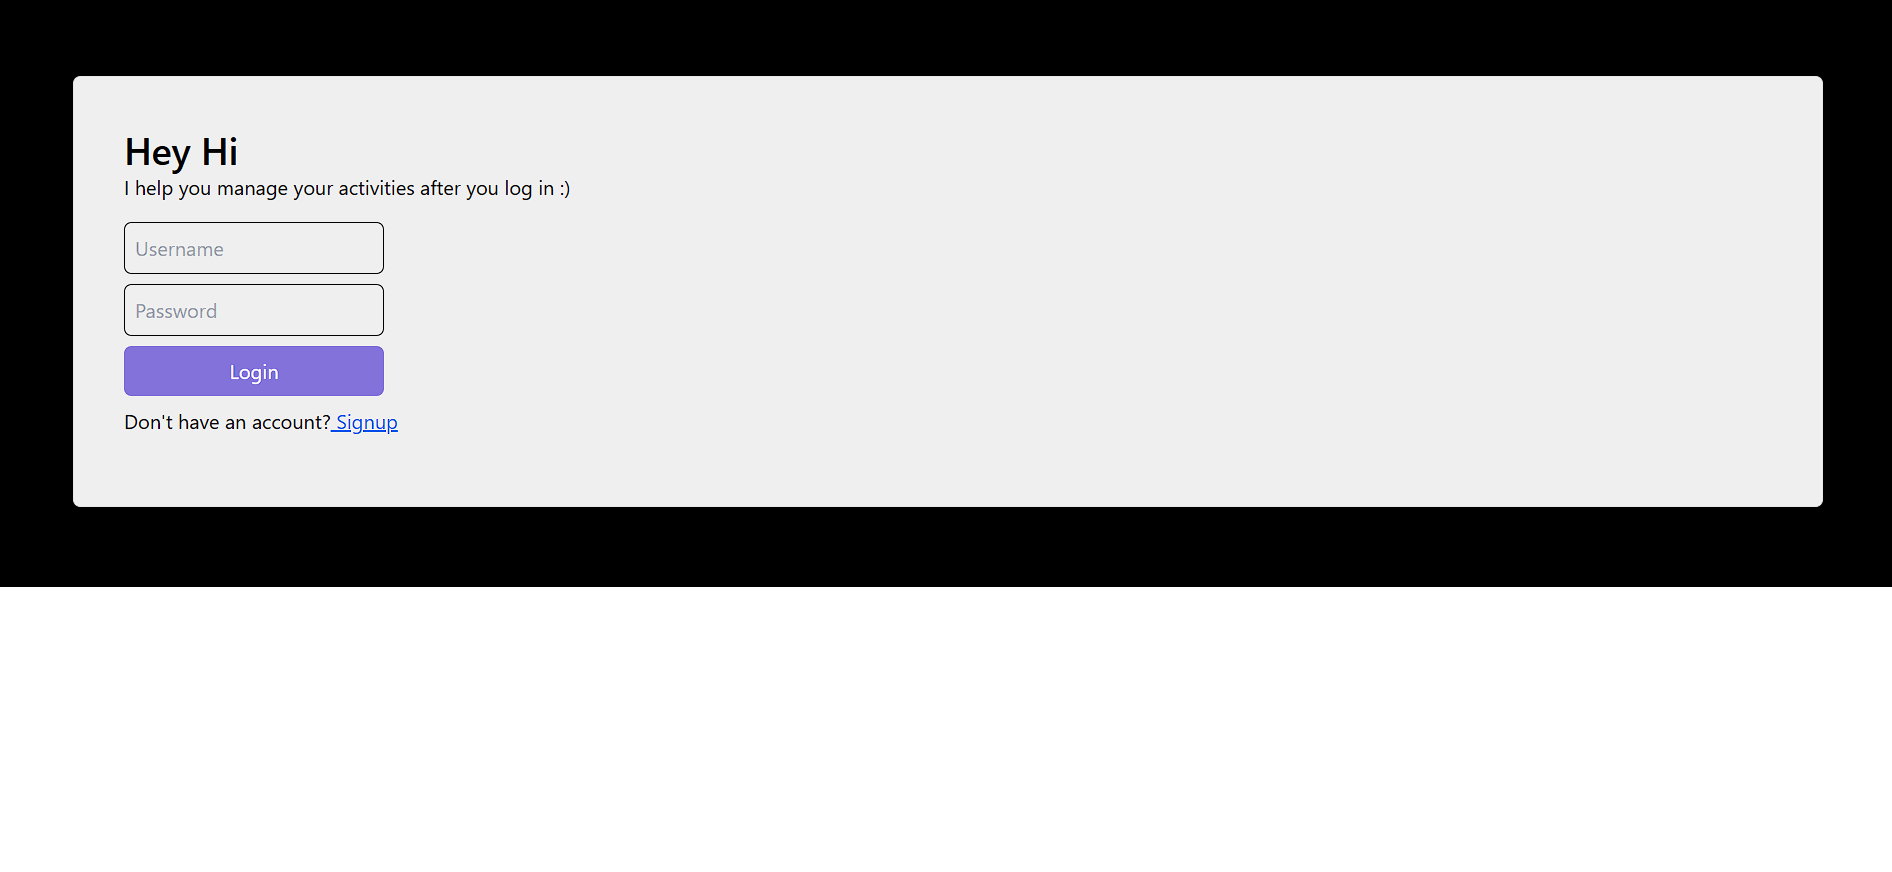 Hey Hi
I help you manage your activities after you log in :)
Username
Password
Login
Don't have an account? Signup